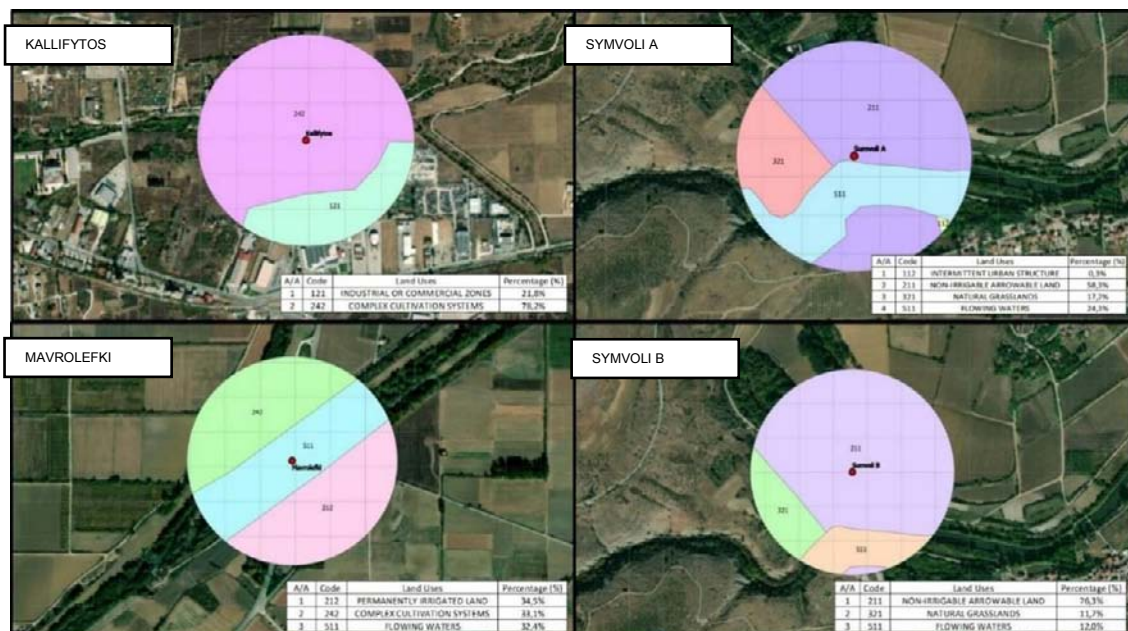 KALLIFYTOS
242
Kallifytos
121
A/A Code Land Uses Percentage (%)
1 121 INDUSTRIAL OR COMMERCIAL ZONES 21,8%
2 242 COMPLEX CULTIVATION SYSTEMS 78,2%
SYMVOLI A
211
Sumvoli A
321
511
112
A/A Code Land Uses Percentage (%)
1 112 INTERMITTENT URBAN STRUCTURE 0,3%
2 211 NON-IRRIGABLE ARROWABLE LAND 58,3%
3 321 NATURAL GRASSLANDS 17,2%
4 511 FLOWING WATERS 24,3%
MAVROLEFKI
242
511
Mavrolefki
212
A/A Code Land Uses Percentage (%)
1 212 PERMANENTLY IRRIGATED LAND 34,5%
2 242 COMPLEX CULTIVATION SYSTEMS 33,1%
3 511 FLOWING WATERS 32,4%
SYMVOLI B
211
Sumvoli B
321
511
A/A Code Land Uses Percentage (%)
1 211 NON-IRRIGABLE ARROWABLE LAND 76,3%
2 321 NATURAL GRASSLANDS 11,7%
3 511 FLOWING WATERS 12,0%